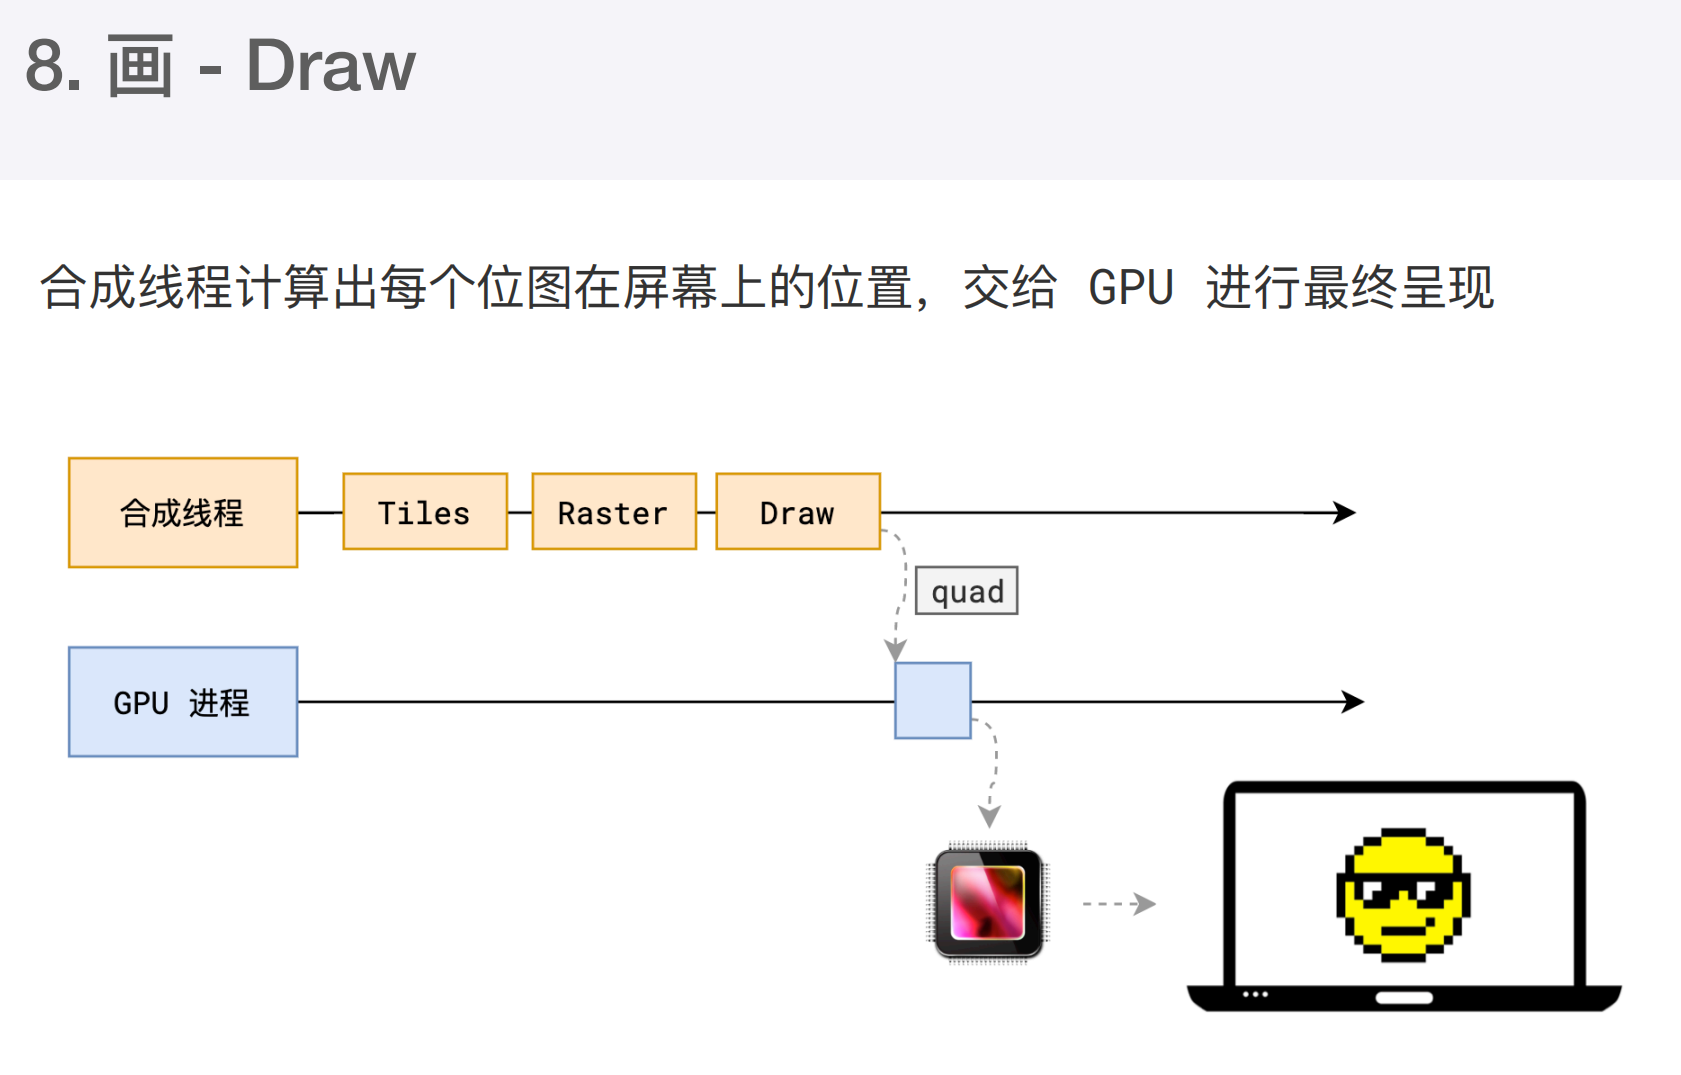 8. 画 - Draw
合成线程计算出每个位图在屏幕上的位置, 交给 GPU 进行最终呈现
合成线程
Tiles
Raster
Draw
quad
GPU 进程